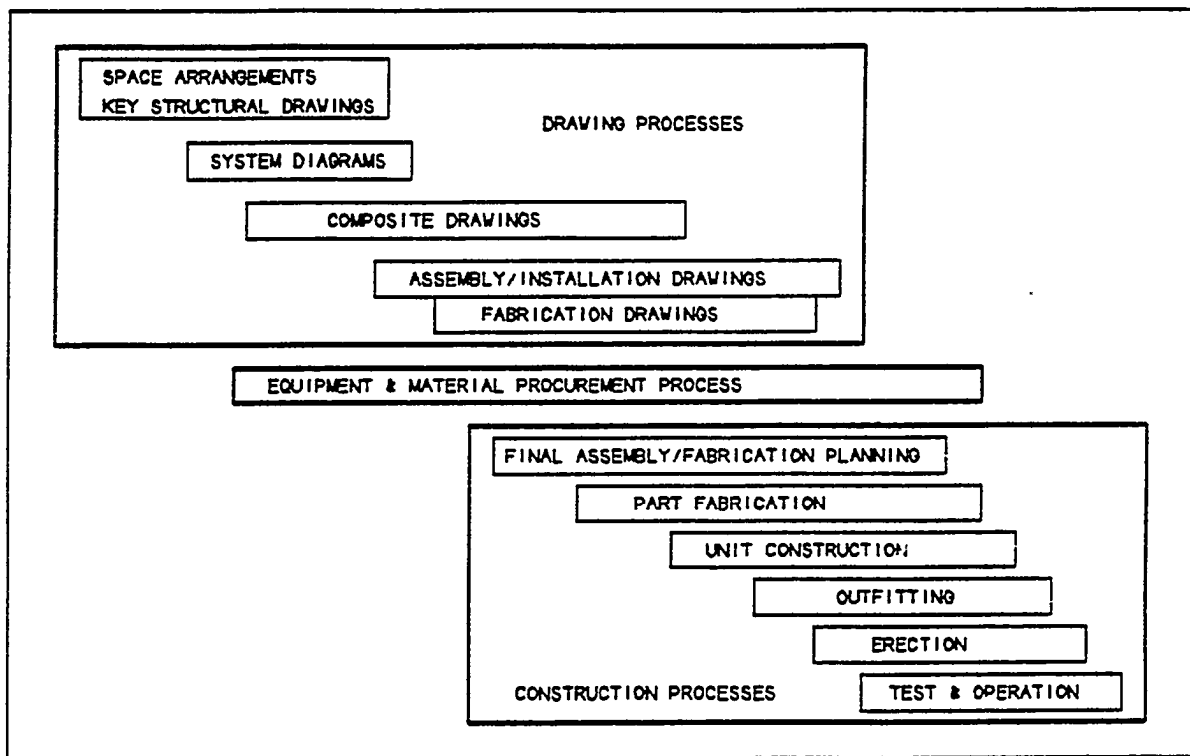 SPACE ARRANGEMENTS
KEY STRUCTURAL DRAWINGS
DRAWING PROCESSES
SYSTEM DIAGRAMS
COMPOSITE DRAWINGS
ASSEMBLY/INSTALLATION DRAWINGS
FABRICATION DRAWINGS
EQUIPMENT & MATERIAL PROCUREMENT PROCESS
FINAL ASSEMBLY/FABRICATION PLANNING
PART FABRICATION
UNIT CONSTRUCTION
OUTFITTING
ERECTION
CONSTRUCTION PROCESSES
TEST & OPERATION